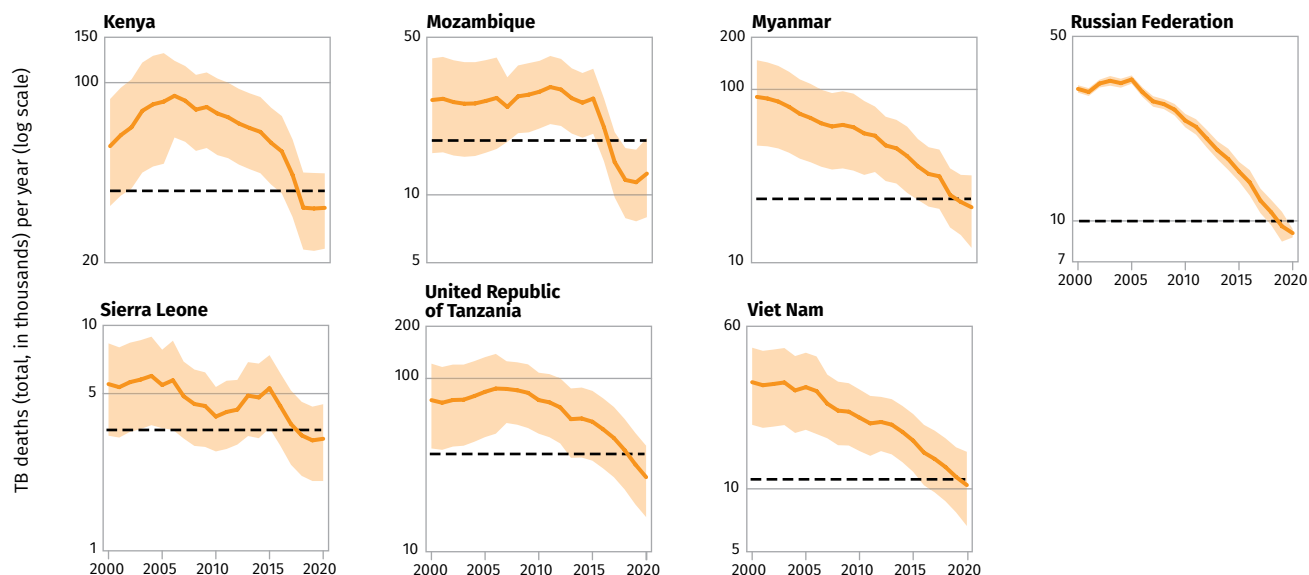 TB deaths (total, in thousands) per year (log scale)
Kenya
150
100
20
Mozambique
50
10
5
Myanmar
200
100
10
Russian Federation
50
10
7
2000 2005 2010 2015 2020
Sierra Leone
10
5
1
2000 2005 2010 2015 2020
United Republic
of Tanzania
200
100
10
2000 2005 2010 2015 2020
Viet Nam
60
10
5
2000 2005 2010 2015 2020